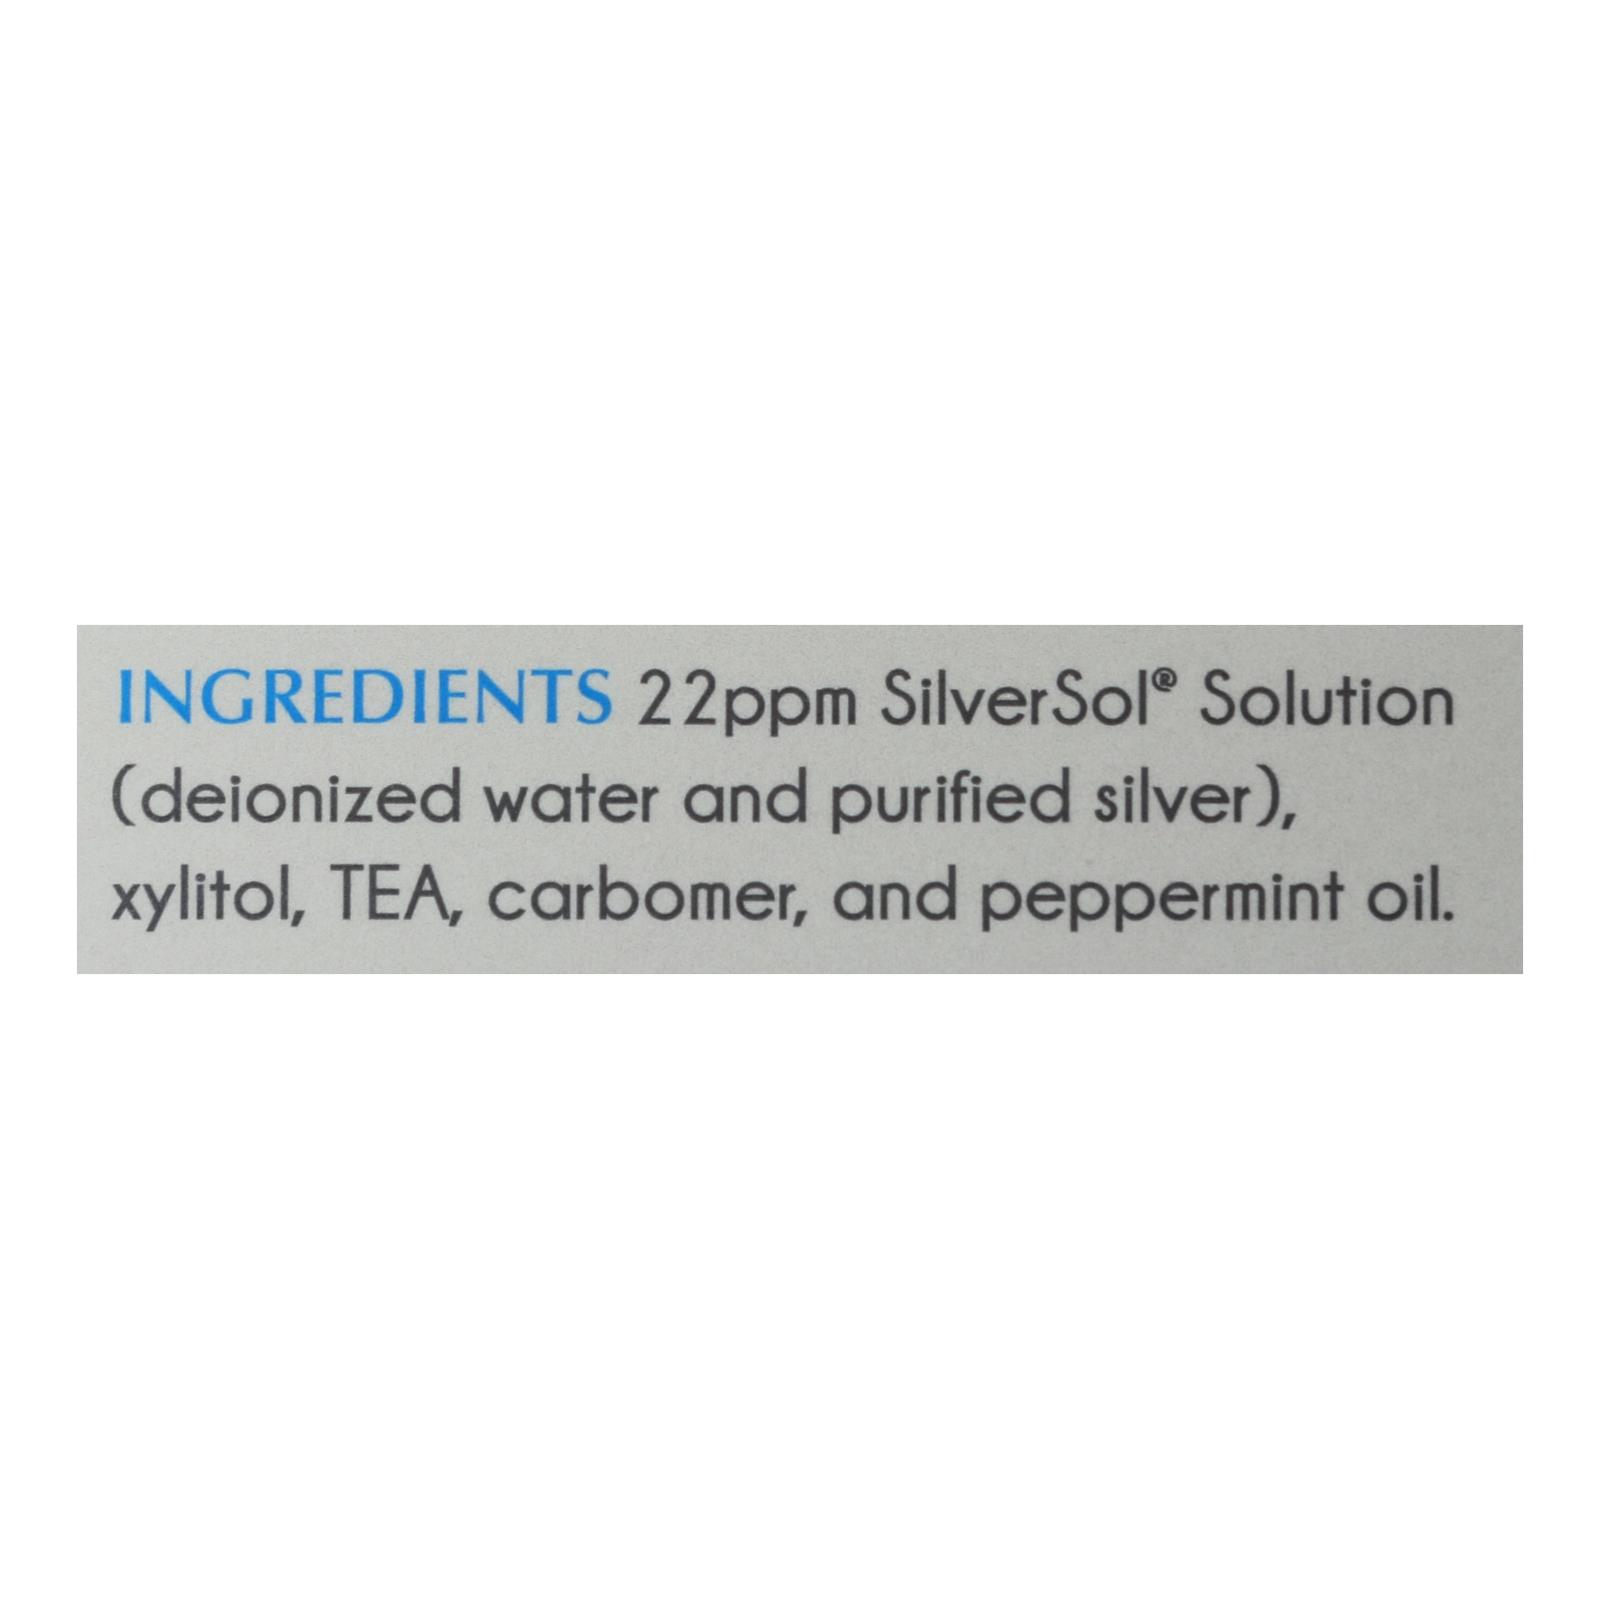 INGREDIENTS 22ppm SilverSol® Solution
(deionized water and purified silver),
xylitol, TEA, carbomer, and peppermint oil.